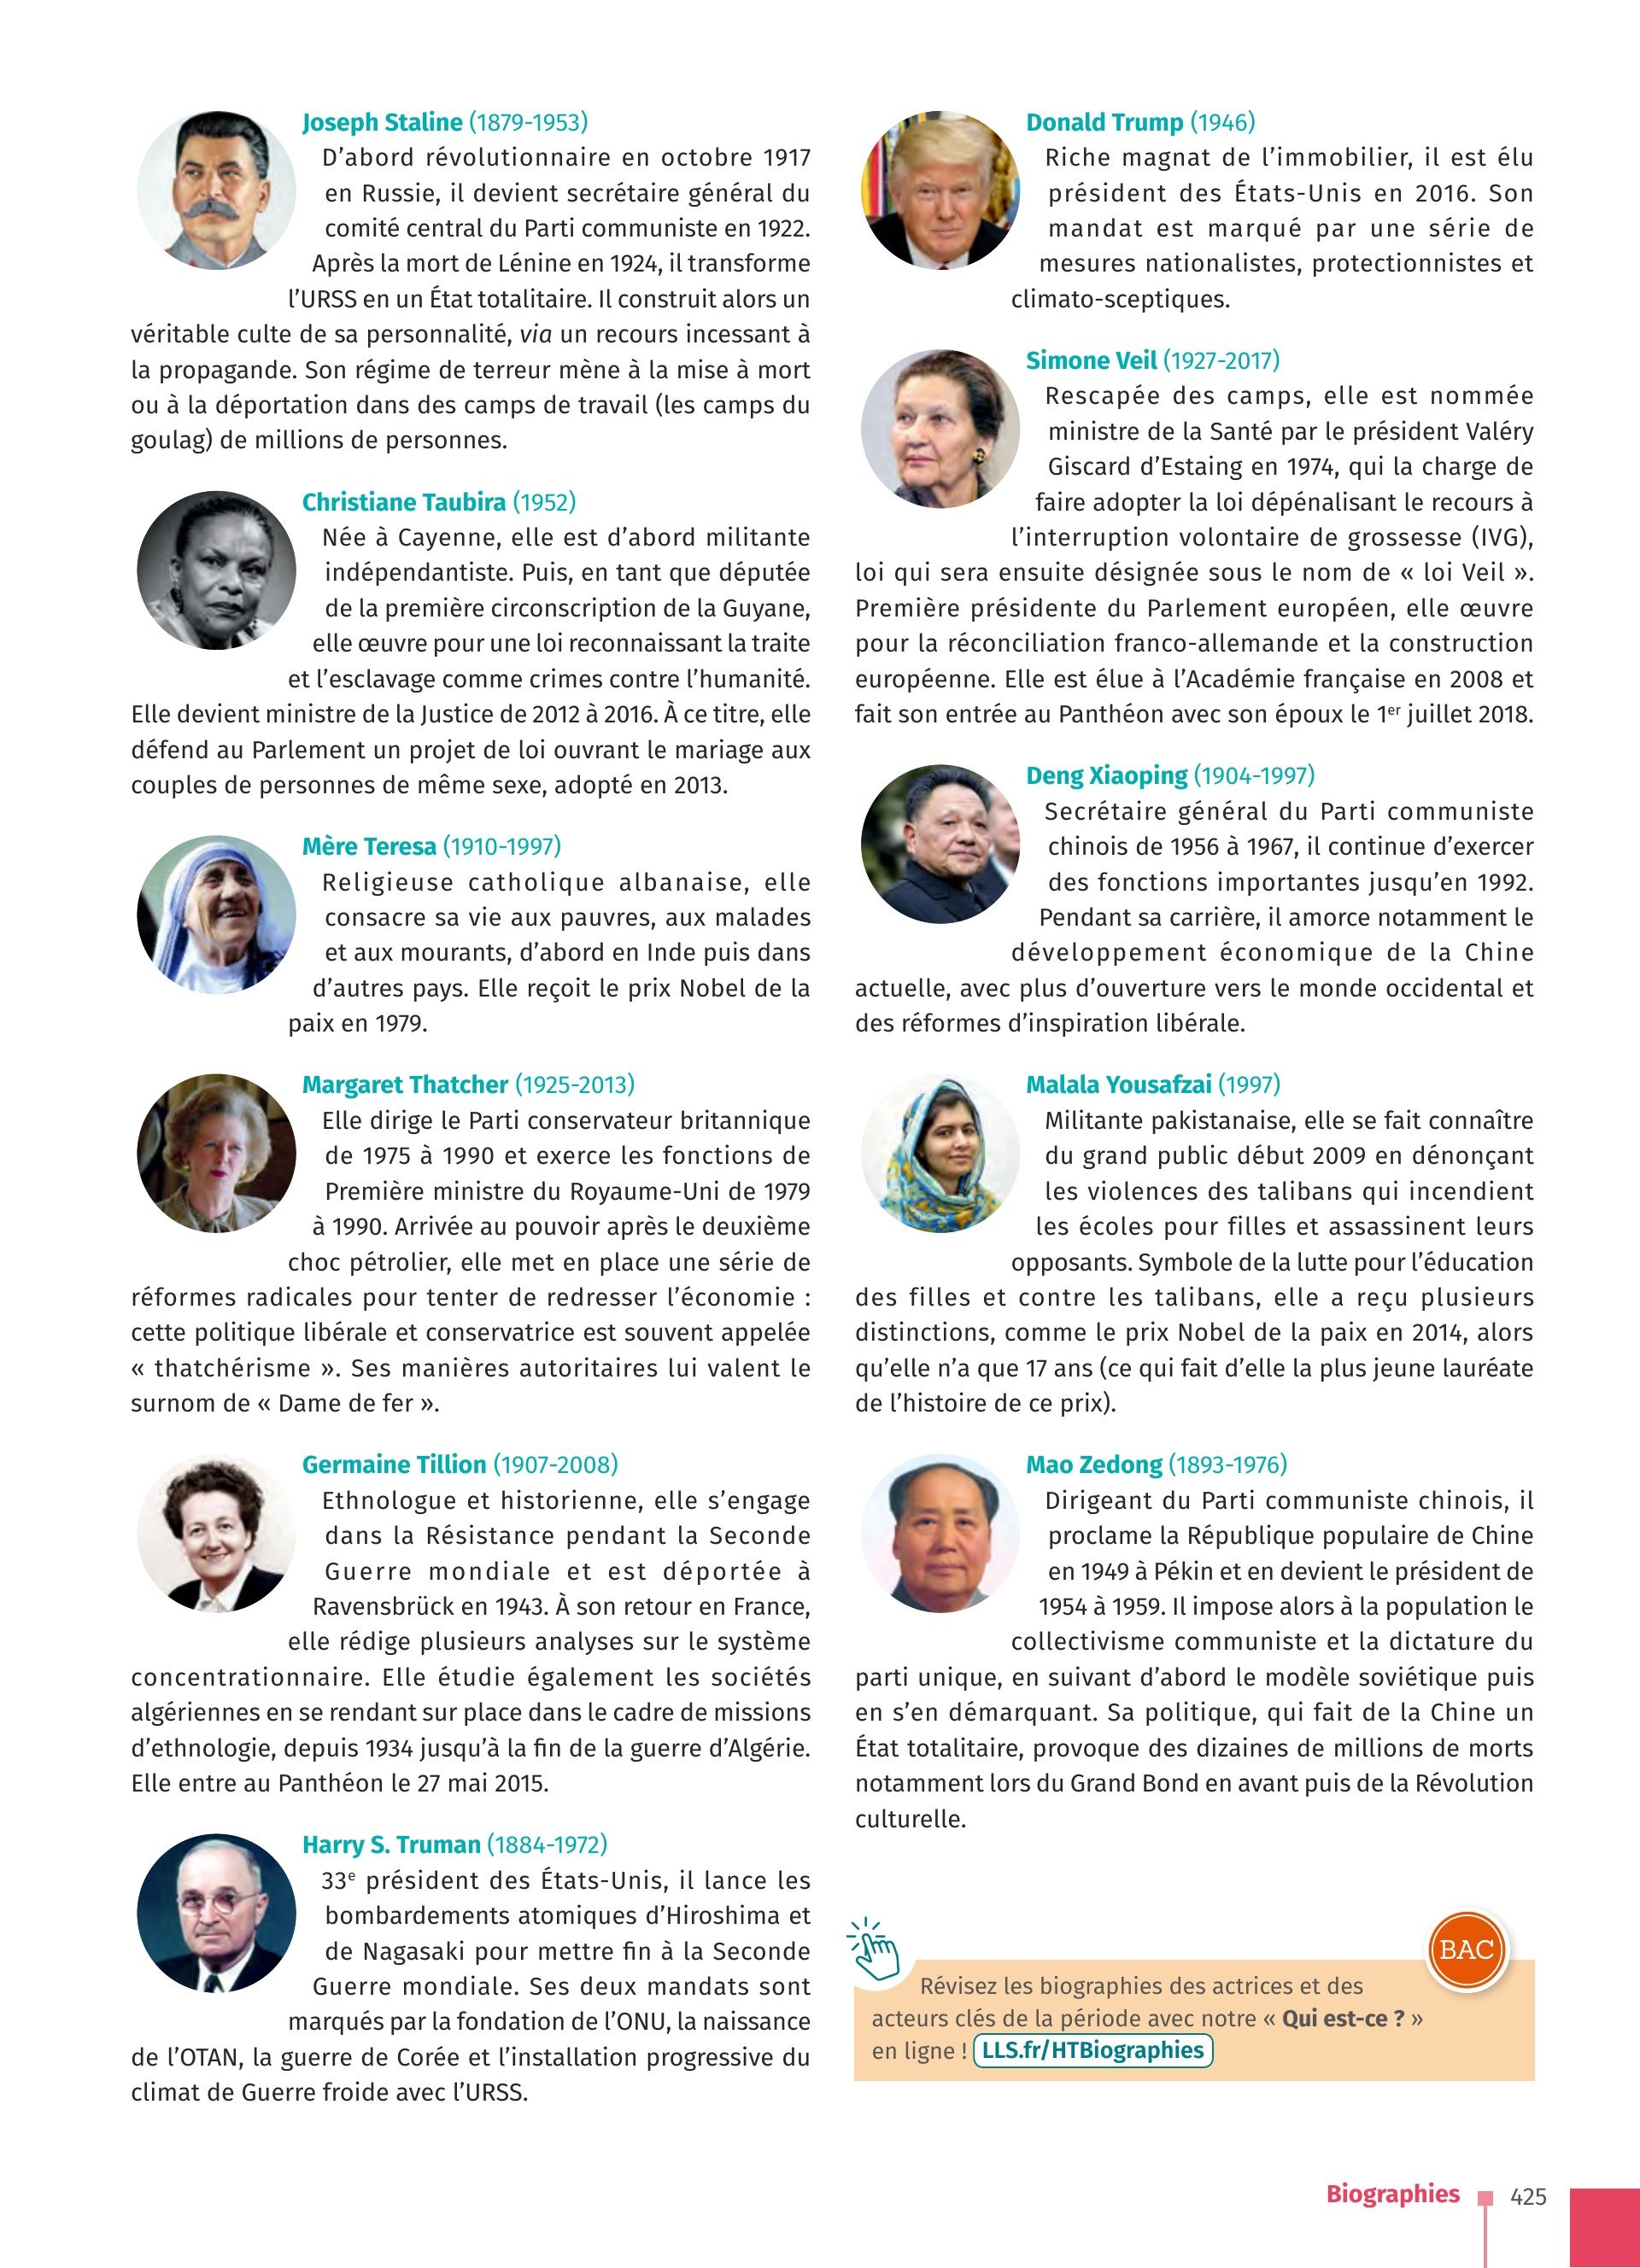 Joseph Staline (1879-1953)
D’abord révolutionnaire en octobre 1917
en Russie, il devient secrétaire général du
comité central du Parti communiste en 1922.
Après la mort de Lénine en 1924, il transforme
l’URSS en un État totalitaire. Il construit alors un
véritable culte de sa personnalité, via un recours incessant à
la propagande. Son régime de terreur mène à la mise à mort
ou à la déportation dans des camps de travail (les camps du
goulag) de millions de personnes.
Christiane Taubira (1952)
Née à Cayenne, elle est d’abord militante
indépendantiste. Puis, en tant que députée
de la première circonscription de la Guyane,
elle œuvre pour une loi reconnaissant la traite
et l’esclavage comme crimes contre l’humanité.
Elle devient ministre de la Justice de 2012 à 2016. À ce titre, elle
défend au Parlement un projet de loi ouvrant le mariage aux
couples de personnes de même sexe, adopté en 2013.
Mère Teresa (1910-1997)
Religieuse catholique albanaise, elle
consacre sa vie aux pauvres, aux malades
et aux mourants, d’abord en Inde puis dans
d’autres pays. Elle reçoit le prix Nobel de la
paix en 1979.
Margaret Thatcher (1925-2013)
Elle dirige le Parti conservateur britannique
de 1975 à 1990 et exerce les fonctions de
Première ministre du Royaume-Uni de 1979
à 1990. Arrivée au pouvoir après le deuxième
choc pétrolier, elle met en place une série de
réformes radicales pour tenter de redresser l’économie :
cette politique libérale et conservatrice est souvent appelée
« thatchérisme ». Ses manières autoritaires lui valent le
surnom de « Dame de fer ».
Germaine Tillion (1907-2008)
Ethnologue et historienne, elle s’engage
dans la Résistance pendant la Seconde
Guerre mondiale et est déportée à
Ravensbrück en 1943. À son retour en France,
elle rédige plusieurs analyses sur le système
concentrationnaire. Elle étudie également les sociétés
algériennes en se rendant sur place dans le cadre de missions
d’ethnologie, depuis 1934 jusqu’à la fin de la guerre d’Algérie.
Elle entre au Panthéon le 27 mai 2015.
Harry S. Truman (1884-1972)
33e président des États-Unis, il lance les
bombardements atomiques d’Hiroshima et
de Nagasaki pour mettre fin à la Seconde
Guerre mondiale. Ses deux mandats sont
marqués par la fondation de l’ONU, la naissance
de l’OTAN, la guerre de Corée et l’installation progressive du
climat de Guerre froide avec l’URSS.
Donald Trump (1946)
Riche magnat de l’immobilier, il est élu
président des États-Unis en 2016. Son
mandat est marqué par une série de
mesures nationalistes, protectionnistes et
climato-sceptiques.
Simone Veil (1927-2017)
Rescapée des camps, elle est nommée
ministre de la Santé par le président Valéry
Giscard d’Estaing en 1974, qui la charge de
faire adopter la loi dépénalisant le recours à
l’interruption volontaire de grossesse (IVG),
loi qui sera ensuite désignée sous le nom de « loi Veil ».
Première présidente du Parlement européen, elle œuvre
pour la réconciliation franco-allemande et la construction
européenne. Elle est élue à l’Académie française en 2008 et
fait son entrée au Panthéon avec son époux le 1er juillet 2018.
Deng Xiaoping (1904-1997)
Secrétaire général du Parti communiste
chinois de 1956 à 1967, il continue d’exercer
des fonctions importantes jusqu’en 1992.
Pendant sa carrière, il amorce notamment le
développement économique de la Chine
actuelle, avec plus d’ouverture vers le monde occidental et
des réformes d’inspiration libérale.
Malala Yousafzai (1997)
Militante pakistanaise, elle se fait connaître
du grand public début 2009 en dénonçant
les violences des talibans qui incendient
les écoles pour filles et assassinent leurs
opposants. Symbole de la lutte pour l’éducation
des filles et contre les talibans, elle a reçu plusieurs
distinctions, comme le prix Nobel de la paix en 2014, alors
qu’elle n’a que 17 ans (ce qui fait d’elle la plus jeune lauréate
de l’histoire de ce prix).
Mao Zedong (1893-1976)
Dirigeant du Parti communiste chinois, il
proclame la République populaire de Chine
en 1949 à Pékin et en devient le président de
1954 à 1959. Il impose alors à la population le
collectivisme communiste et la dictature du
parti unique, en suivant d’abord le modèle soviétique puis
en s’en démarquant. Sa politique, qui fait de la Chine un
État totalitaire, provoque des dizaines de millions de morts
notamment lors du Grand Bond en avant puis de la Révolution
culturelle.
BAC
Révisez les biographies des actrices et des
acteurs clés de la période avec notre « Qui est-ce ? »
en ligne ! LLS.fr/HTBiographies
Biographies 425